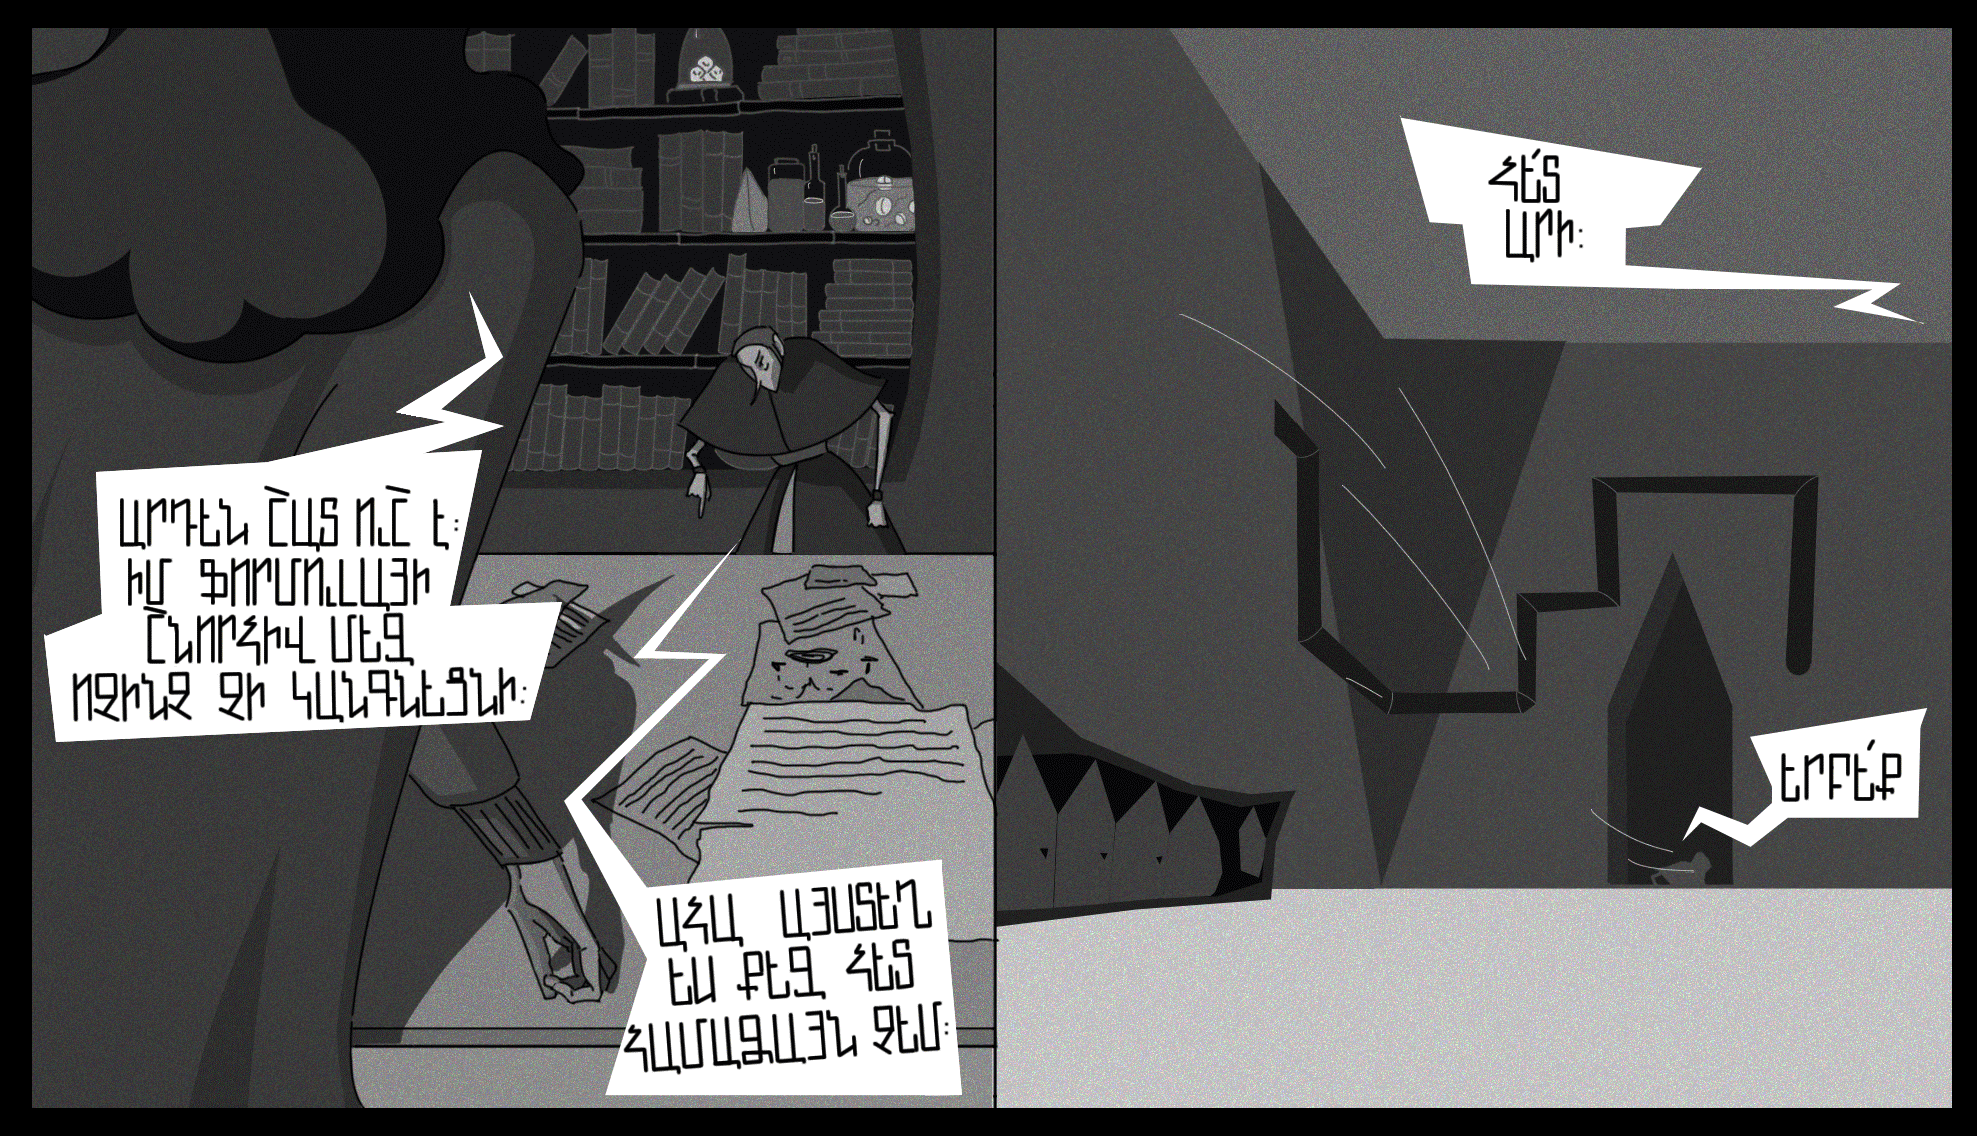 ԱՐԴԵՆ ՇԱՏ ՈՒՇ Է։
ԻՄ ՖՈՐՄՈՒԼԱՅԻ
ՇՆՈՐՀԻՎ ՄԵԶ
ՈՉԻՆՉ ՉԻ ԿԱՆԳՆԵՑՆԻ։
ԱՀԱ ԱՅՍՏԵՂ
ԵՍ ՔԵԶ ՀԵՏ
ՀԱՄԱՁԱՅՆ ՉԵՄ։
ՀԵ՛Տ
ԱՐԻ։
ԵՐԲԵ՛Ք